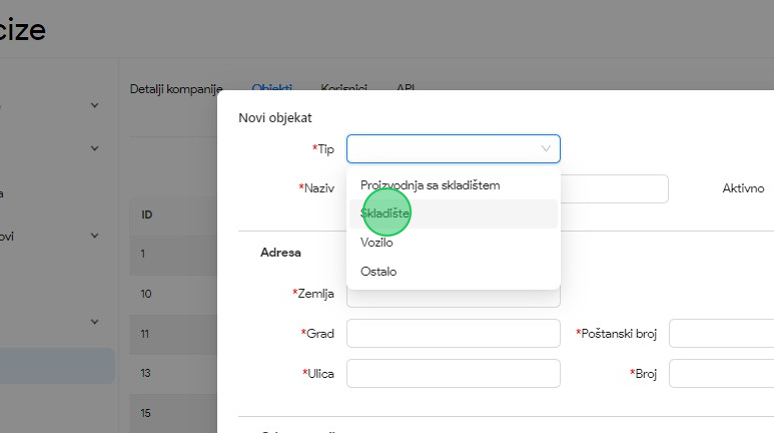 cize
Detalji kompanije Objekti Korisnici API
Novi objekat
*Tip
Proizvodnja sa skladištem
*Naziv
Aktivno
Skladište
ID
Vozilo
ovi
Adresa
1
Ostalo
10
*Zemlja
11
*Grad
*Poštanski broj
13
*Ulica
*Broj
15